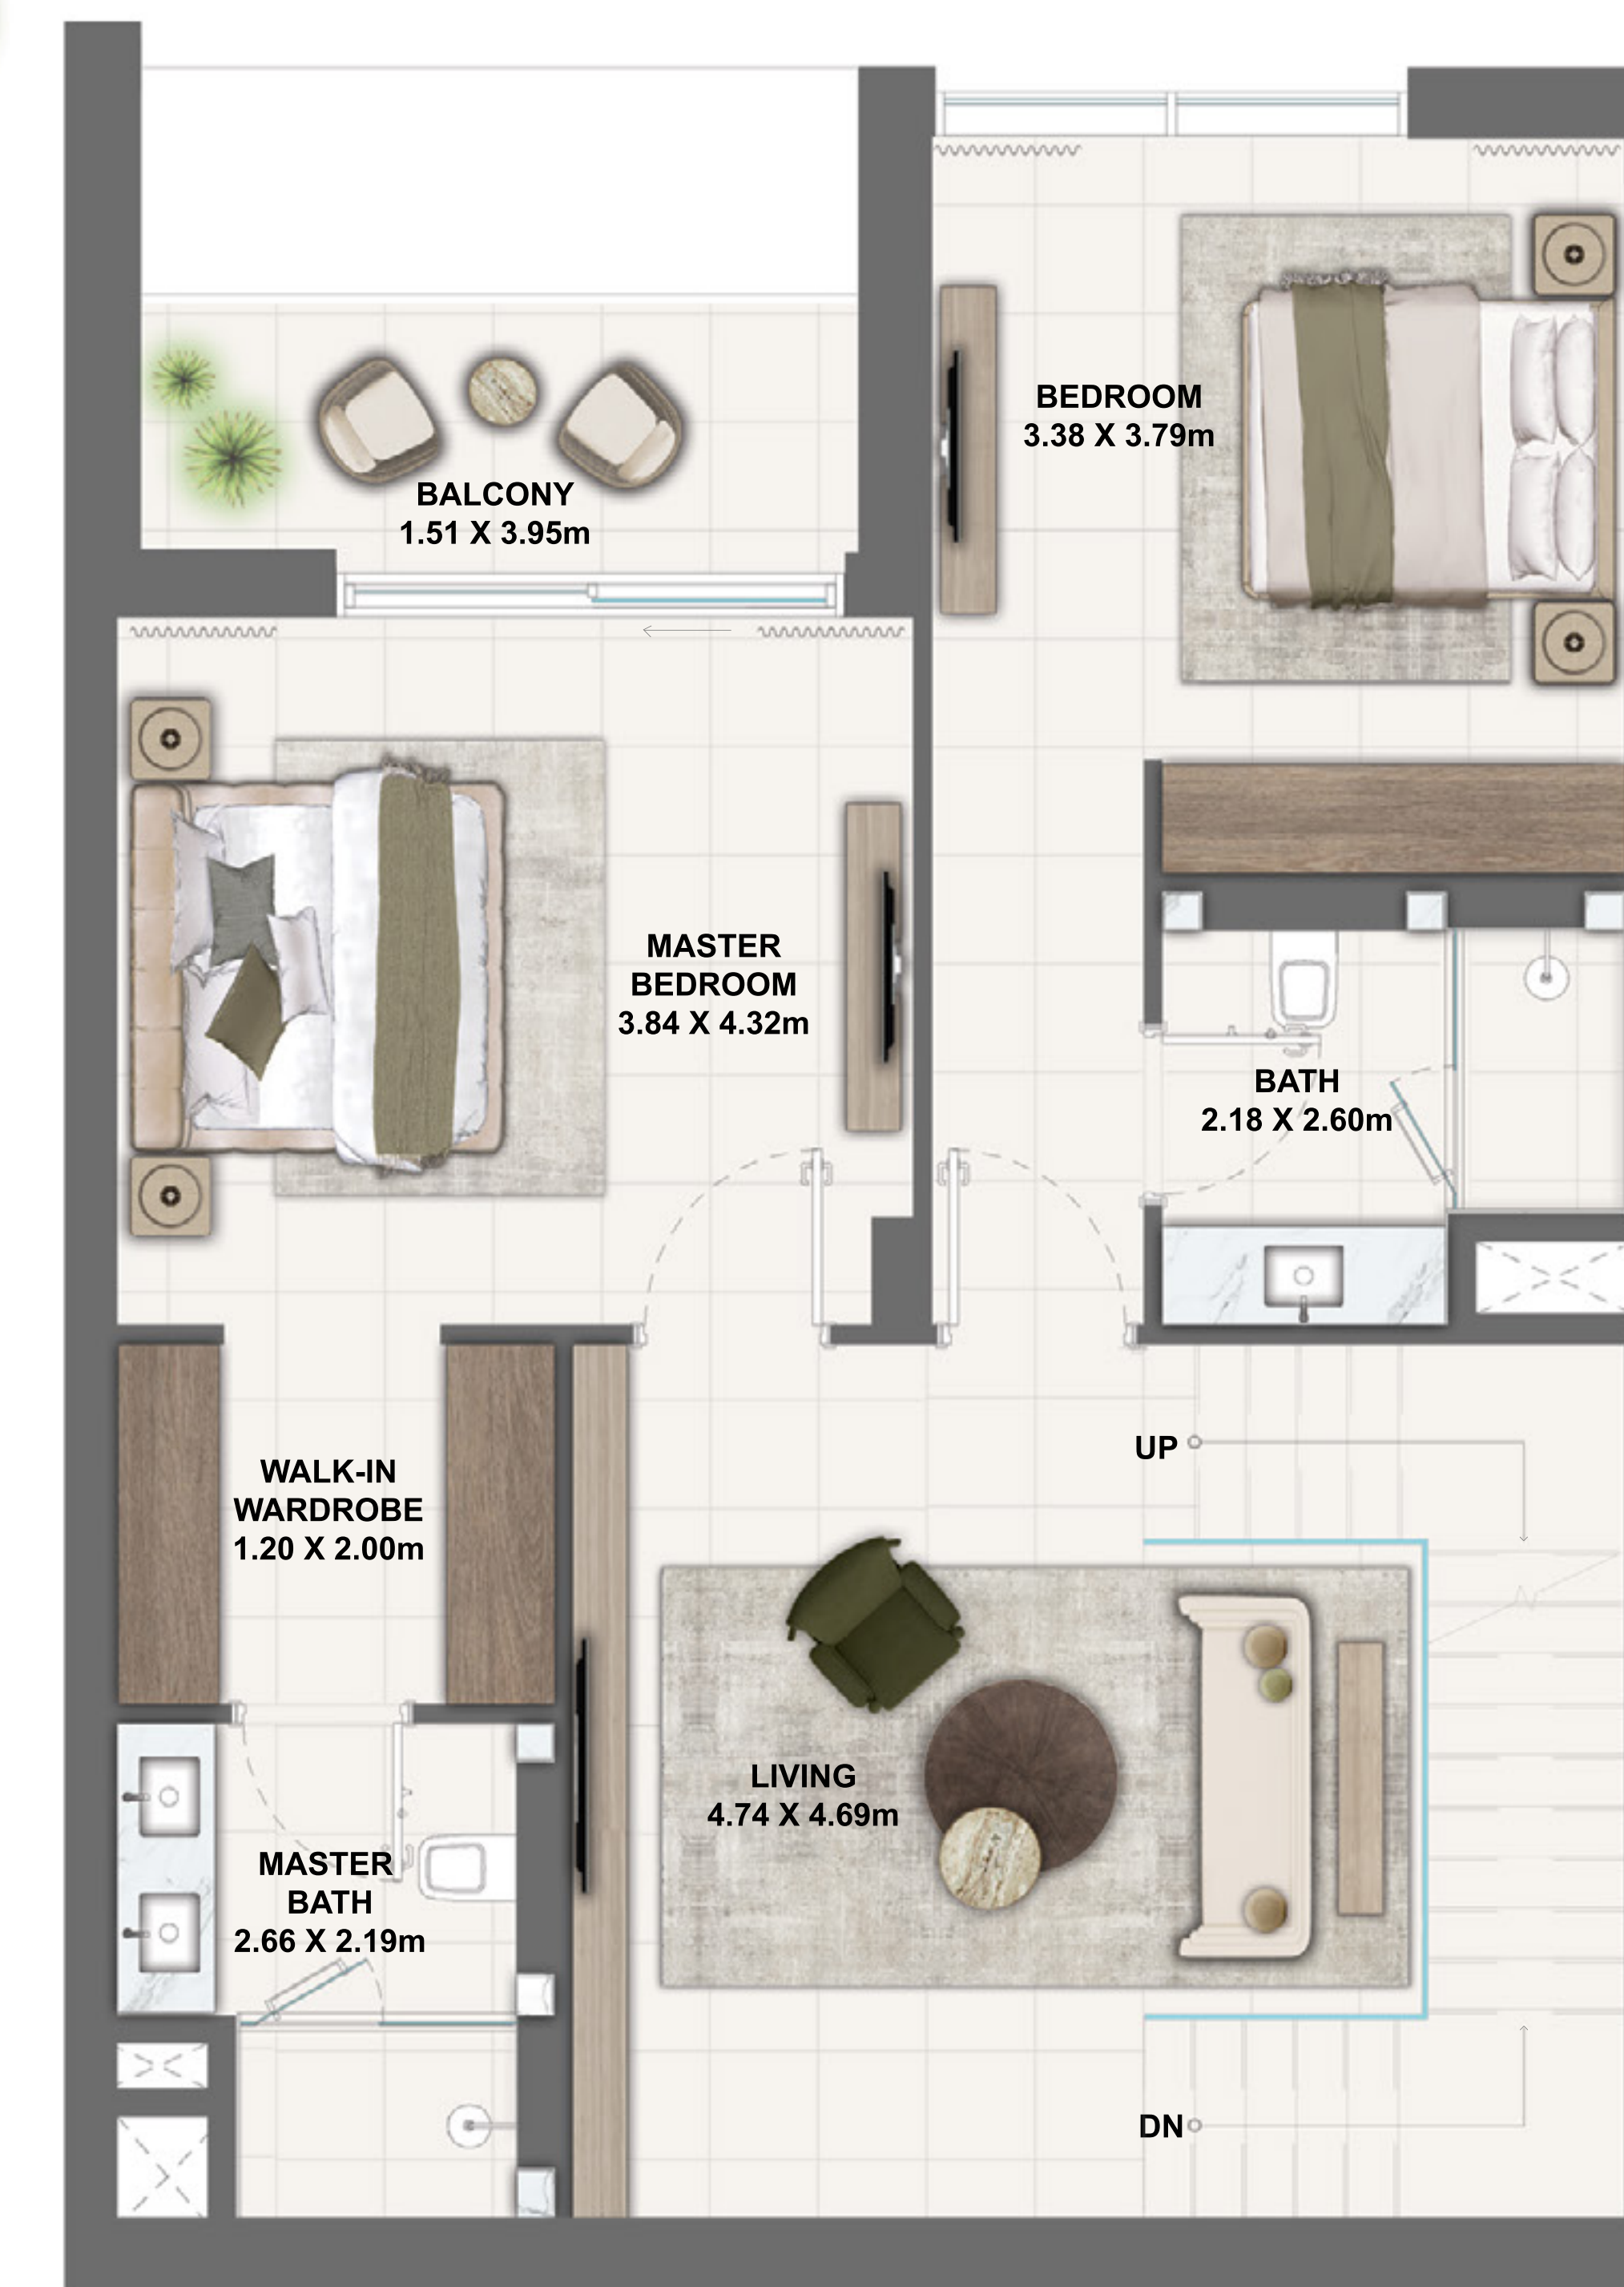 BEDROOM
3.38 X 3.79m
BALCONY
1.51 X 3.95m
MASTER
BEDROOM
3.84 X 4.32m
BATH
2.18 X 2.60m
UP
WALK-IN
WARDROBE
1.20 X 2.00m
LIVING
4.74 X 4.69m
MASTER
BATH
2.66 X 2.19m
DN